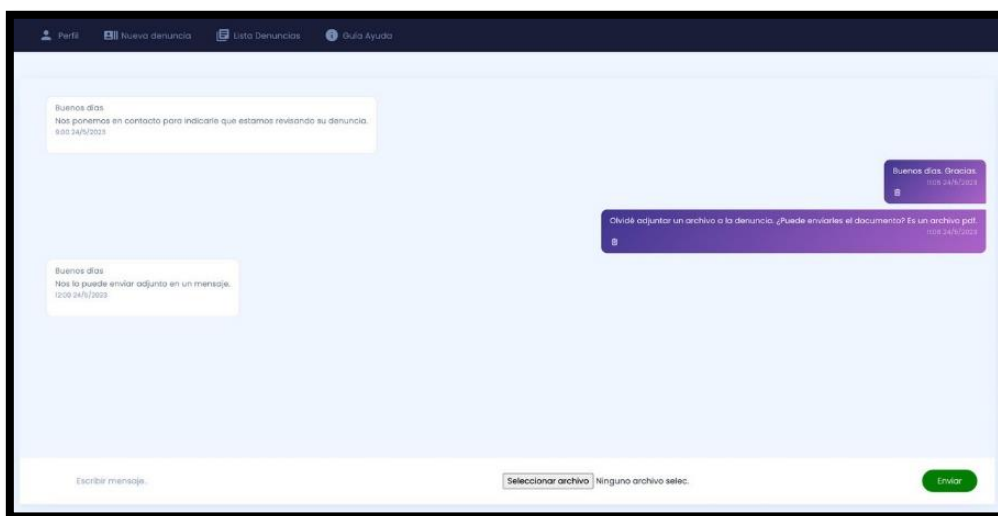 Perfil
Nueva denuncia
Lista Denuncias
Guía Ayuda
Buenos días
Nos ponemos en contacto para indicarle que estamos revisando su denuncia.
9:00 24/5/2023
Buenos días. Gracias.
11:05 24/5/2023
Olvidé adjuntar un archivo a la denuncia. ¿Puede enviarles el documento? Es un archivo pdf.
24/5/2023
Buenos días
Nos lo puede enviar adjunto en un mensaje.
12:00 24/5/2023
Escribir mensaje..
Seleccionar archivo Ninguno archivo selec.
Enviar